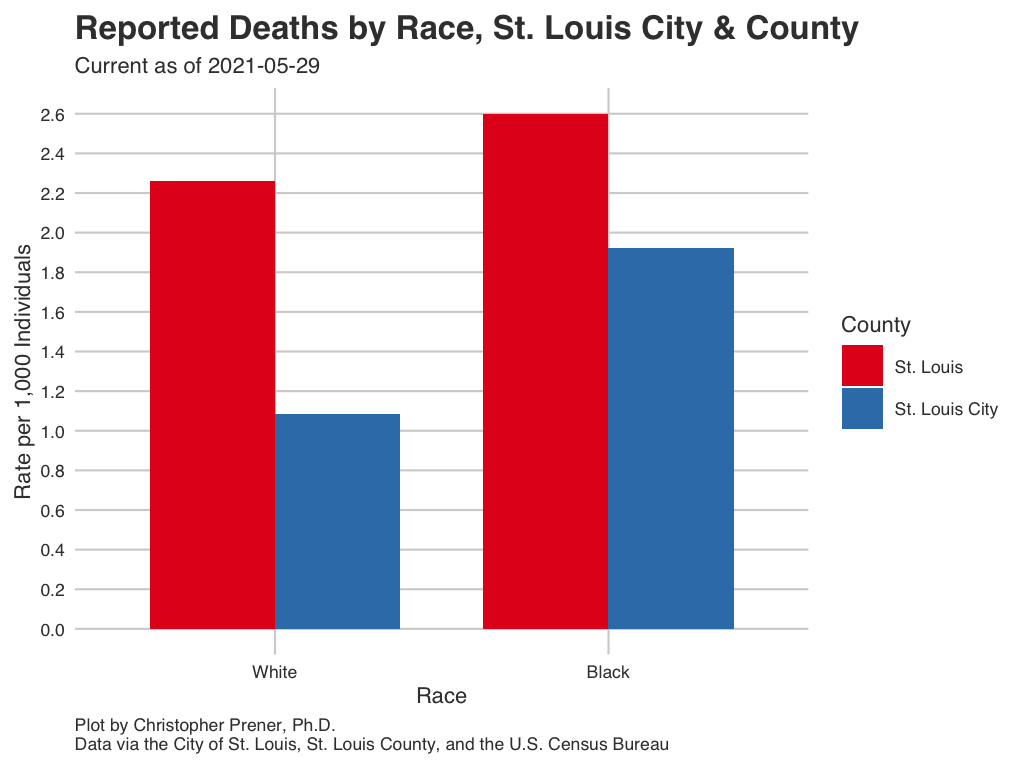 Reported Deaths by Race, St. Louis City & County
Current as of 2021-05-29
Rate per 1,000 Individuals
2.6
2.4
2.2
2.0
1.8
1.6
1.4
1.2
1.0
0.8
0.6
0.4
0.2
0.0
White
Black
Race
County
St. Louis
St. Louis City
Plot by Christopher Prener, Ph.D.
Data via the City of St. Louis, St. Louis County, and the U.S. Census Bureau